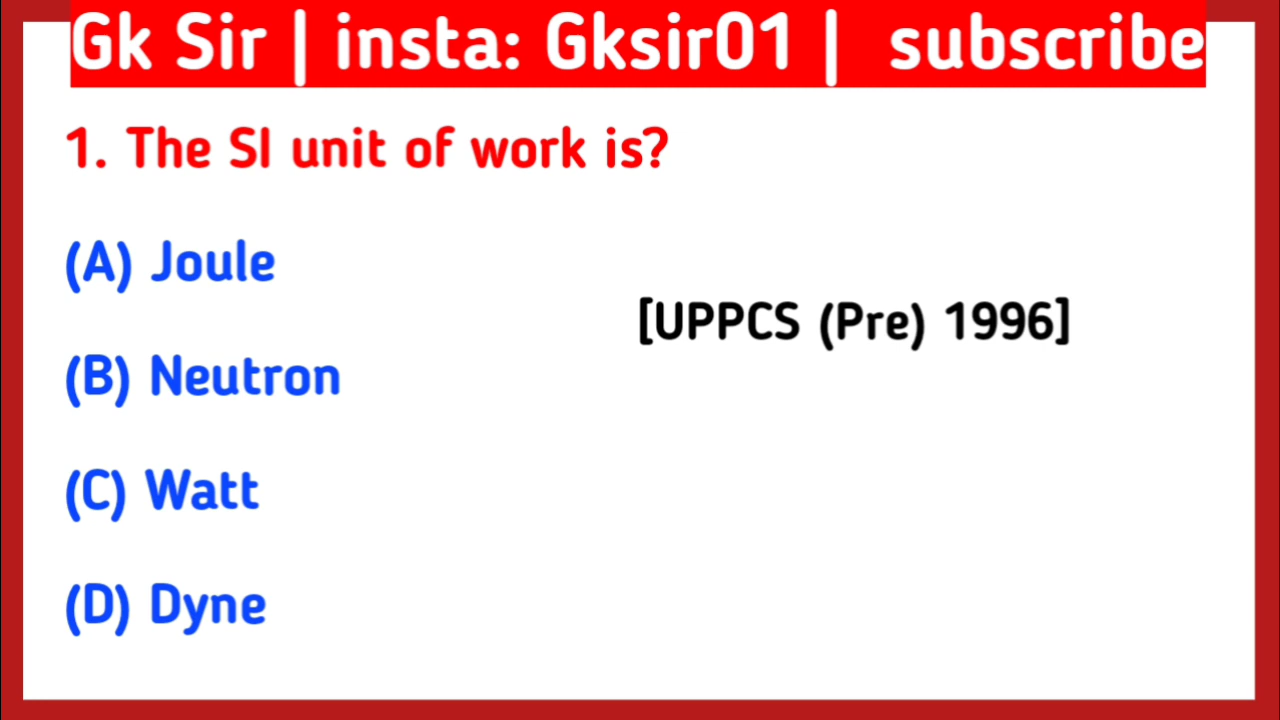 Gk Sir | insta: Gksir01 | subscribe
1. The SI unit of work is?
(A) Joule
[UPPCS (Pre) 1996]
(B) Neutron
(C) Watt
(D) Dyne